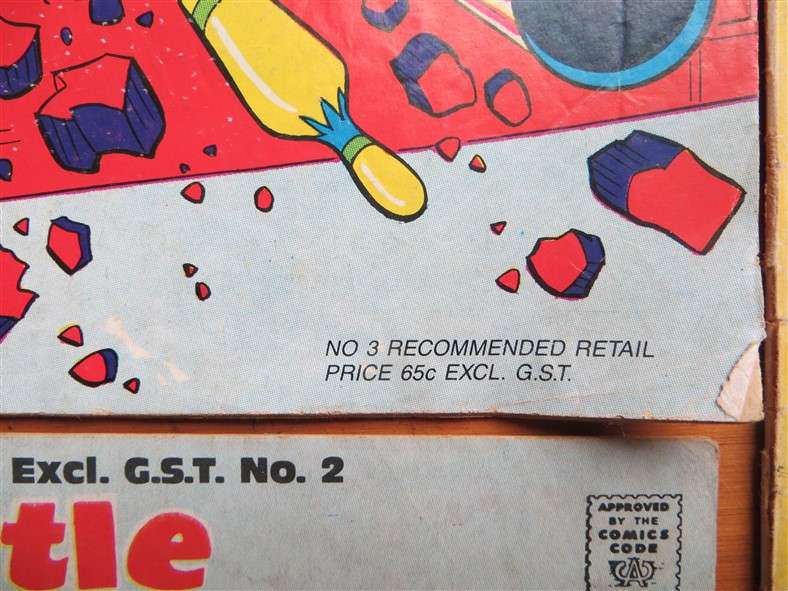 NO 3 RECOMMENDED RETAIL
PRICE 65c EXCL. G.S.T.
Excl. G.S.T. No. 2
tle
APPROVED
BY THE
COMICS
CODE